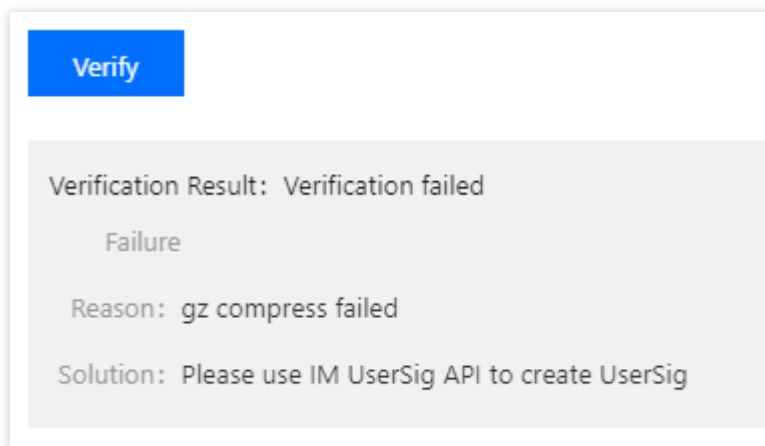 Verify
Verification Result: Verification failed
Failure
Reason: gz compress failed
Solution: Please use IM UserSig API to create UserSig